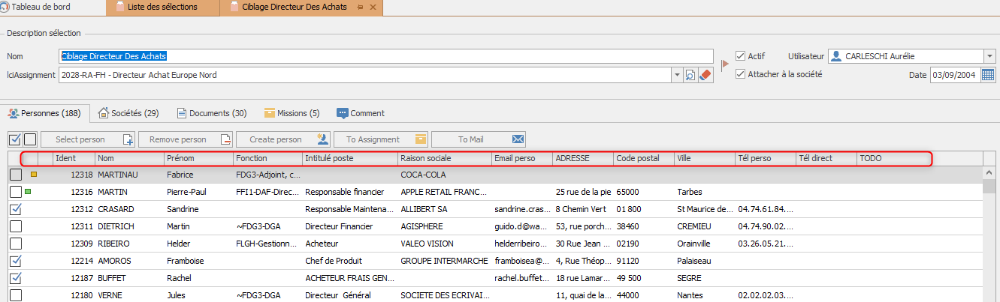 Tableau de bord Liste des sélections Ciblage Directeur Des Achats
Description sélection
Nom Ciblage Directeur Des Achats Actif Utilisateur CARLESCHI Aurélie
lciAssignment 2028-RA-FH - Directeur Achat Europe Nord Attacher à la société Date 03/09/2004
Personnes (188) Sociétés (29) Documents (30) Missions (5) Comment
Select person Remove person Create person To Assignment To Mail
Ident Nom Prénom Fonction Intitulé poste Raison sociale Email perso ADRESSE Code postal Ville Tél perso Tél direct TODO
12318 MARTINAU Fabrice FDG3-Adjoint, c... COCA-COLA
12316 MARTIN Pierre-Paul FFI1-DAF-Direc... Responsable financier APPLE RETAIL FRANC... 25 rue de la pie 65000 Tarbes
12312 CRASARD Sandrine Responsable Maintena... ALLIBERT SA sandrine.cras... 8 Chemin Vert 01 800 St Maurice de... 04.74.61.84....
12311 DIETRICH Martin ~FDG3-DGA Directeur Financier AGISPHERE guido.d@wa... 53, rue porch... 38460 CREMIEU 04.74.90.02....
12309 RIBEIRO Helder FLGH-Gestionn... Acheteur VALEO VISION helderribeiro... 30 Rue Jean ... 02190 Orainville 03.26.05.21....
12214 AMOROS Framboise Chef de Produit GROUPE INTERMARCHE framboisea@... 4, Rue Théop... 91120 Palaiseau
12187 BUFFET Rachel ACHETEUR FRAIS GEN... rachel.buffet... 18 rue Lamar... 49 500 SEGRE
12180 VERNE Jules ~FDG3-DGA Directeur Général SOCIETE DES ECRIVAI... 11, quai de la... 44000 Nantes 02.02.02.03....